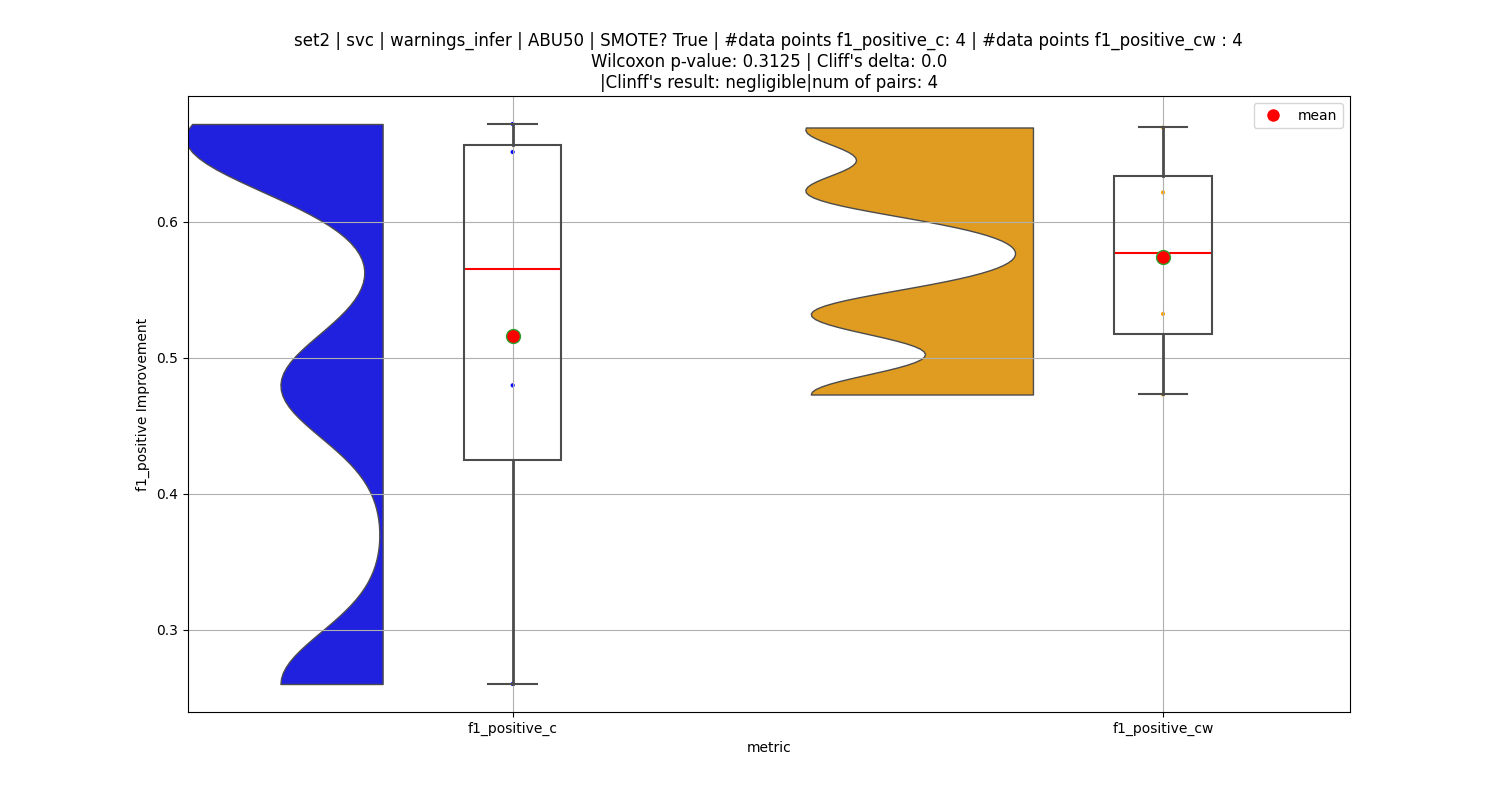 set2 | svc | warnings_infer | ABU50 | SMOTE? True | #data points f1_positive_c: 4 | #data points f1_positive_cw : 4
Wilcoxon p-value: 0.3125 | Cliff's delta: 0.0
|Clinff's result: negligible|num of pairs: 4
mean
0.6
0.5
0.4
0.3
f1_positive Improvement
f1_positive_c
f1_positive_cw
metric